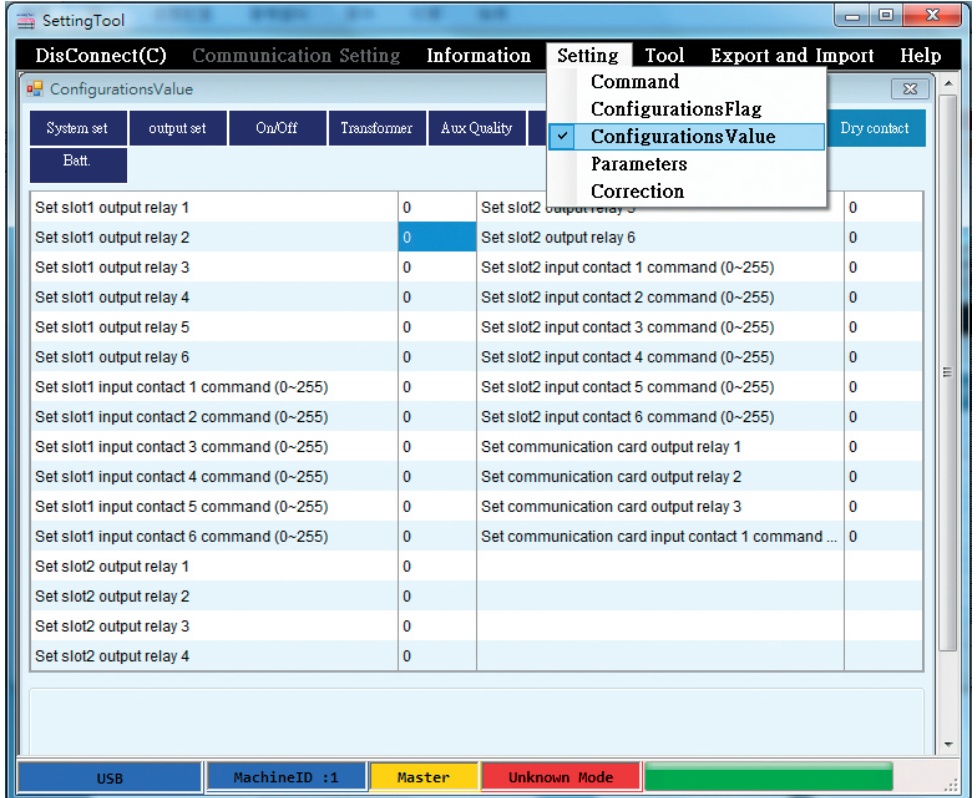 SettingTool
DisConnect(C) Communication Setting Information Setting Tool Export and Import Help
ConfigurationsValue
Command
ConfigurationsFlag
ConfigurationsValue
Parameters
Correction
System set output set On/Off Transformer Aux Quality Dry contact
Batt.
Set slot1 output relay 1 0 Set slot2 output relay 5 0
Set slot1 output relay 2 0 Set slot2 output relay 6 0
Set slot1 output relay 3 0 Set slot2 input contact 1 command (0~255) 0
Set slot1 output relay 4 0 Set slot2 input contact 2 command (0~255) 0
Set slot1 output relay 5 0 Set slot2 input contact 3 command (0~255) 0
Set slot1 output relay 6 0 Set slot2 input contact 4 command (0~255) 0
Set slot1 input contact 1 command (0~255) 0 Set slot2 input contact 5 command (0~255) 0
Set slot1 input contact 2 command (0~255) 0 Set slot2 input contact 6 command (0~255) 0
Set slot1 input contact 3 command (0~255) 0 Set communication card output relay 1 0
Set slot1 input contact 4 command (0~255) 0 Set communication card output relay 2 0
Set slot1 input contact 5 command (0~255) 0 Set communication card output relay 3 0
Set slot1 input contact 6 command (0~255) 0 Set communication card input contact 1 command ... 0
Set slot2 output relay 1 0
Set slot2 output relay 2 0
Set slot2 output relay 3 0
Set slot2 output relay 4 0
USB MachineID :1 Master Unknown Mode